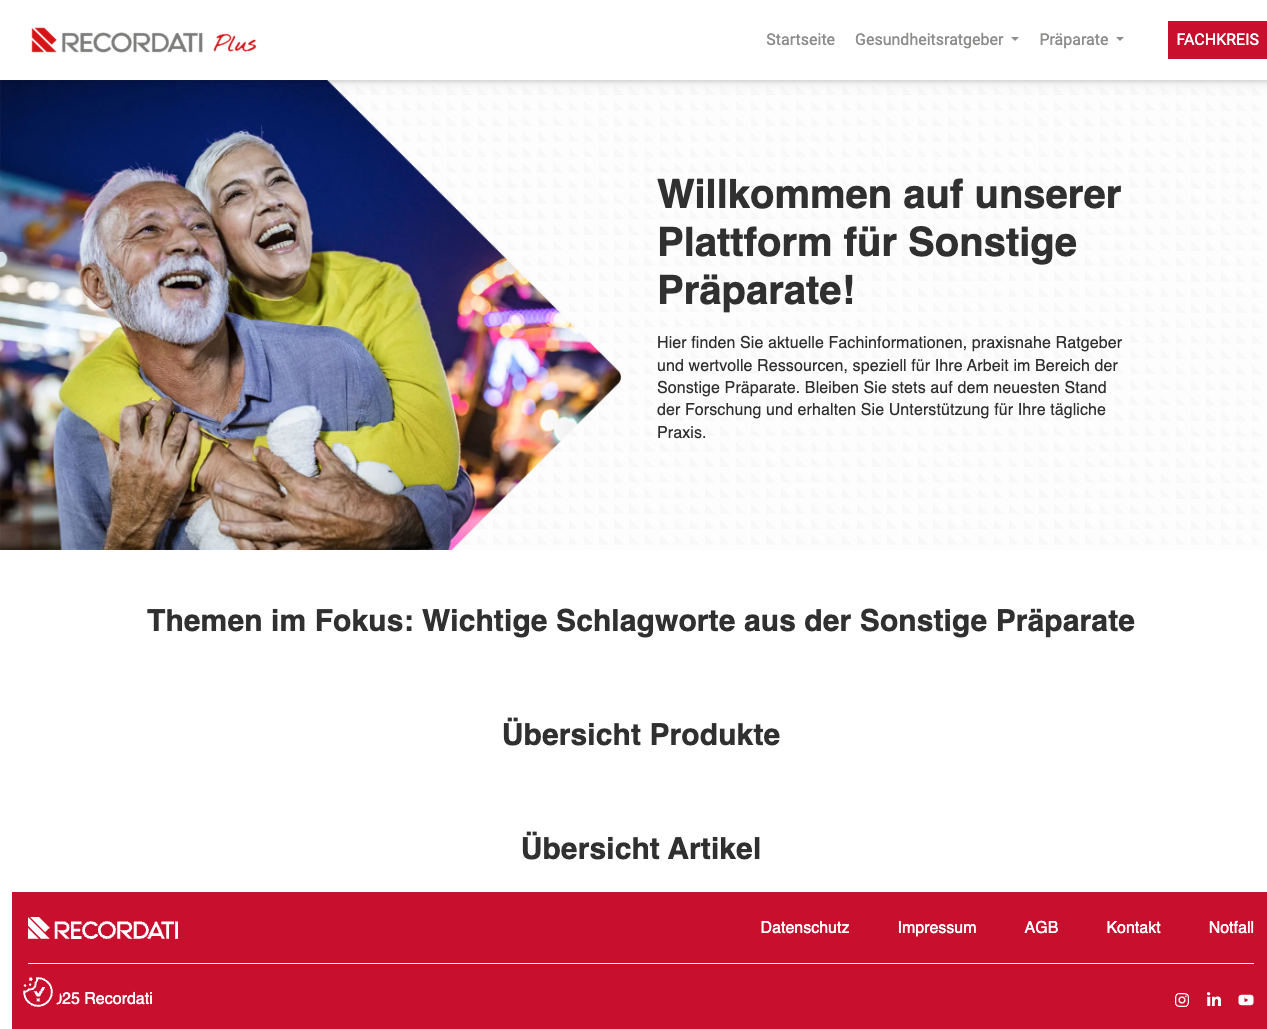 RECORDATI Plus
Startseite Gesundheitsratgeber Präparate FACHKREIS
Willkommen auf unserer
Plattform für Sonstige
Präparate!
Hier finden Sie aktuelle Fachinformationen, praxisnahe Ratgeber
und wertvolle Ressourcen, speziell für Ihre Arbeit im Bereich der
Sonstige Präparate. Bleiben Sie stets auf dem neuesten Stand
der Forschung und erhalten Sie Unterstützung für Ihre tägliche
Praxis.
Themen im Fokus: Wichtige Schlagworte aus der Sonstige Präparate
Übersicht Produkte
Übersicht Artikel
RECORDATI
Datenschutz Impressum AGB Kontakt Notfall
25 Recordati